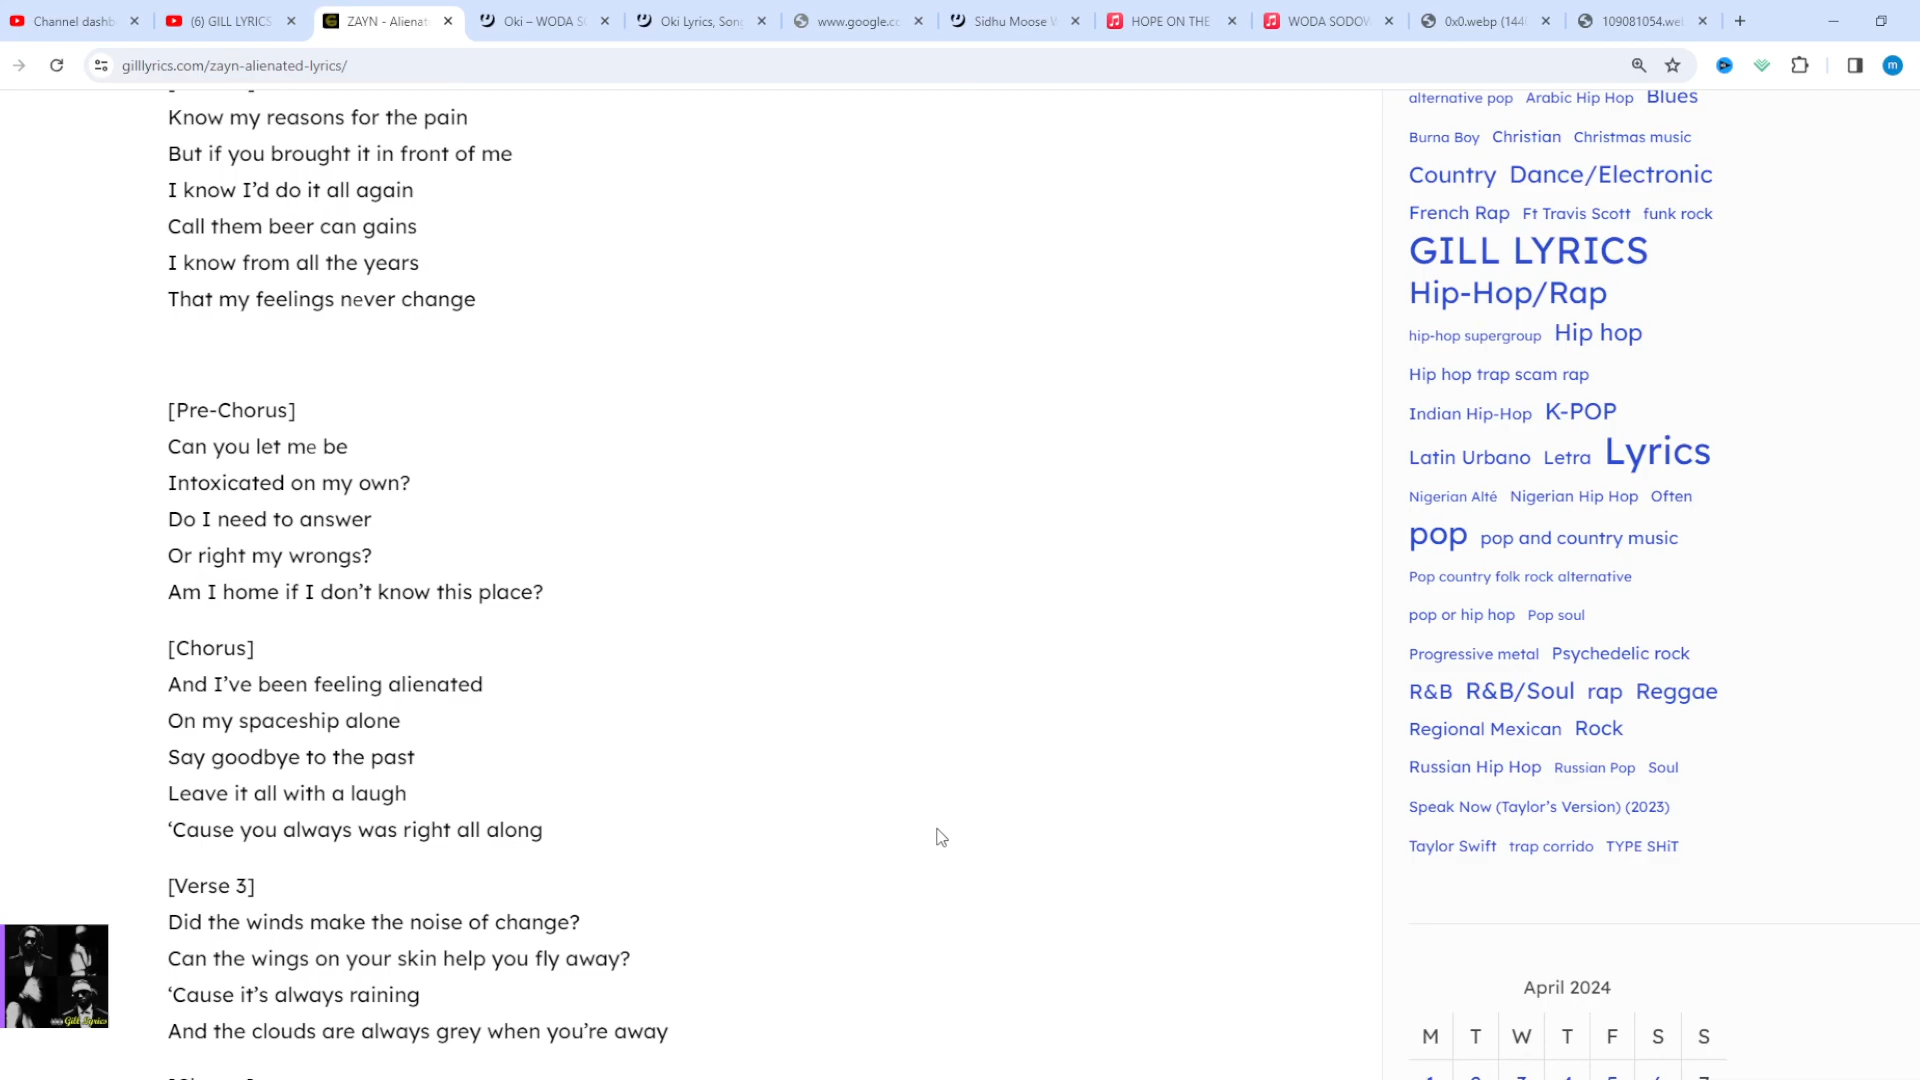 Channel dashb
(6) GILL LYRICS
ZAYN - Alienat
Oki – WODA SO
Oki Lyrics, Song
www.google.co
Sidhu Moose W
HOPE ON THE
WODA SODOW
0x0.webp (144
109081054.we
gilllyrics.com/zayn-alienated-lyrics/
m
Know my reasons for the pain
But if you brought it in front of me
I know I’d do it all again
Call them beer can gains
I know from all the years
That my feelings never change
[Pre-Chorus]
Can you let me be
Intoxicated on my own?
Do I need to answer
Or right my wrongs?
Am I home if I don’t know this place?
[Chorus]
And I’ve been feeling alienated
On my spaceship alone
Say goodbye to the past
Leave it all with a laugh
‘Cause you always was right all along
[Verse 3]
Did the winds make the noise of change?
Can the wings on your skin help you fly away?
‘Cause it’s always raining
And the clouds are always grey when you’re away
Gill Lyrics
alternative pop Arabic Hip Hop Blues
Burna Boy Christian Christmas music
Country Dance/Electronic
French Rap Ft Travis Scott funk rock
GILL LYRICS
Hip-Hop/Rap
hip-hop supergroup Hip hop
Hip hop trap scam rap
Indian Hip-Hop K-POP
Latin Urbano Letra Lyrics
Nigerian Alté Nigerian Hip Hop Often
pop pop and country music
Pop country folk rock alternative
pop or hip hop Pop soul
Progressive metal Psychedelic rock
R&B R&B/Soul rap Reggae
Regional Mexican Rock
Russian Hip Hop Russian Pop Soul
Speak Now (Taylor’s Version) (2023)
Taylor Swift trap corrido TYPE SHiT
April 2024
M T W T F S S